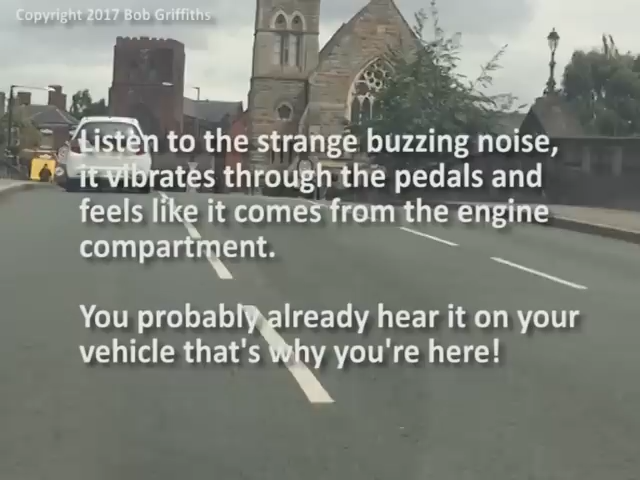 Copyright 2017 Bob Griffiths
Listen to the strange buzzing noise,
it vibrates through the pedals and
feels like it comes from the engine
compartment.
You probably already hear it on your
vehicle that's why you're here!